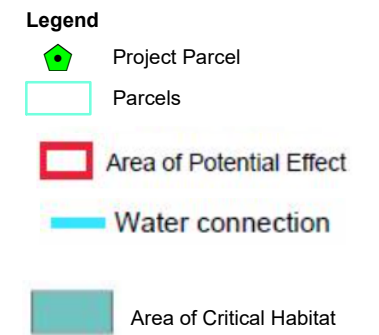 Legend
Project Parcel
Parcels
Area of Potential Effect
Water connection
Area of Critical Habitat